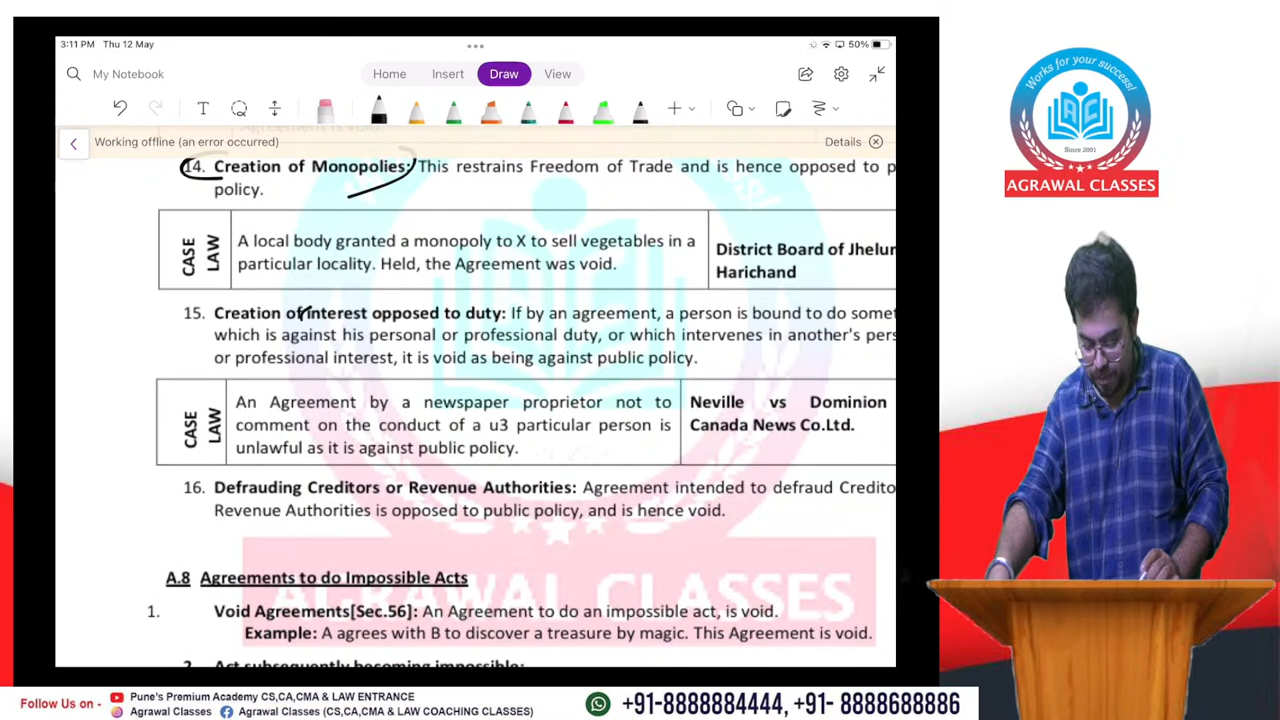 3:11 PM Thu 12 May
50%
My Notebook
Home Insert Draw View
Working offline (an error occurred)
Details
14. Creation of Monopolies: This restrains Freedom of Trade and is hence opposed to p
policy.
CASE LAW
A local body granted a monopoly to X to sell vegetables in a
particular locality. Held, the Agreement was void.
District Board of Jhelum
Harichand
15. Creation of interest opposed to duty: If by an agreement, a person is bound to do somet
which is against his personal or professional duty, or which intervenes in another's pers
or professional interest, it is void as being against public policy.
CASE LAW
An Agreement by a newspaper proprietor not to
comment on the conduct of a u3 particular person is
unlawful as it is against public policy.
Neville vs Dominion
Canada News Co.Ltd.
16. Defrauding Creditors or Revenue Authorities: Agreement intended to defraud Credito
Revenue Authorities is opposed to public policy, and is hence void.
A.8 Agreements to do Impossible Acts
1. Void Agreements[Sec.56]: An Agreement to do an impossible act, is void.
Example: A agrees with B to discover a treasure by magic. This Agreement is void.
2. Act subsequently becoming impossible:
AGRAWAL CLASSES
Works for your success!
AC
Since 2001
AGRAWAL CLASSES
Follow Us on -
Pune's Premium Academy CS,CA,CMA & LAW ENTRANCE
Agrawal Classes
Agrawal Classes (CS,CA,CMA & LAW COACHING CLASSES)
+91-8888884444, +91- 8888688886